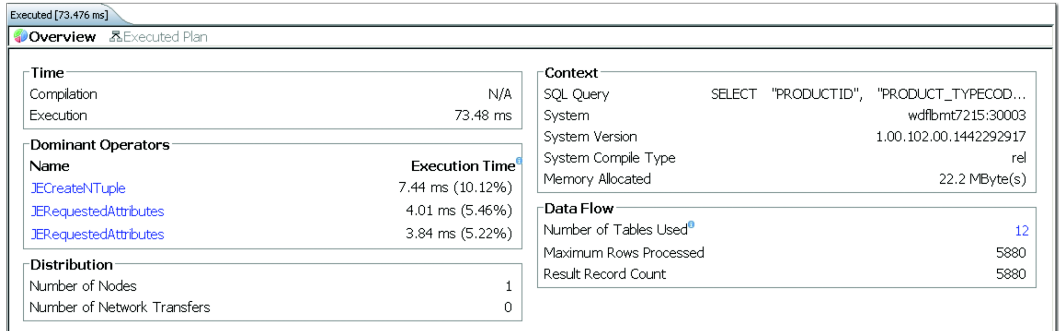 Executed [73.476 ms]
Overview Executed Plan
Time
Compilation N/A
Execution 73.48 ms
Dominant Operators
Name Execution Time
JECreateNTuple 7.44 ms (10.12%)
JERequestedAttributes 4.01 ms (5.46%)
JERequestedAttributes 3.84 ms (5.22%)
Distribution
Number of Nodes 1
Number of Network Transfers 0
Context
SQL Query SELECT "PRODUCTID", "PRODUCT_TYPECOD...
System wdflbmt7215:30003
System Version 1.00.102.00.1442292917
System Compile Type rel
Memory Allocated 22.2 MByte(s)
Data Flow
Number of Tables Used 12
Maximum Rows Processed 5880
Result Record Count 5880